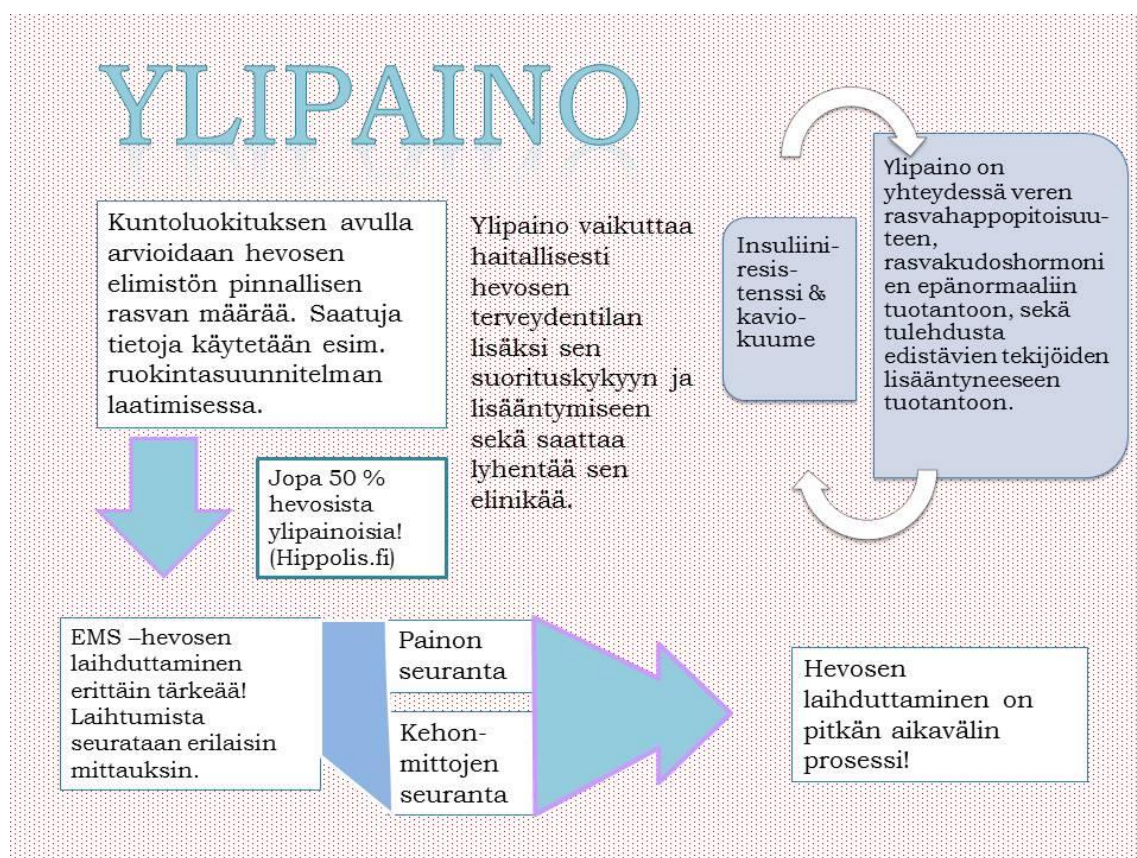 YLIPAINO
Kuntoluokituksen avulla
arvioidaan hevosen
elimistön pinnallisen
rasvan määrää. Saatuja
tietoja käytetään esim.
ruokintasuunnitelman
laatimisessa.
Ylipaino vaikuttaa
haitallisesti
hevosen
terveydentilan
lisäksi sen
suorituskykyyn ja
lisääntymiseen
sekä saattaa
lyhentää sen
elinikää.
Insuliini-
resis-
tenssi &
kavio-
kuume
Ylipaino on
yhteydessä veren
rasvahappopitoisuu-
teen,
rasvakudoshormoni
en epänormaaliin
tuotantoon, sekä
tulehdusta
edistävien tekijöiden
lisääntyneeseen
tuotantoon.
Jopa 50 %
hevosista
ylipainoisia!
(Hippolis.fi)
EMS –hevosen
laihduttaminen
erittäin tärkeää!
Laihtumista
seurataan erilaisin
mittauksin.
Painon
seuranta
Kehon-
mittojen
seuranta
Hevosen
laihduttaminen on
pitkän aikavälin
prosessi!